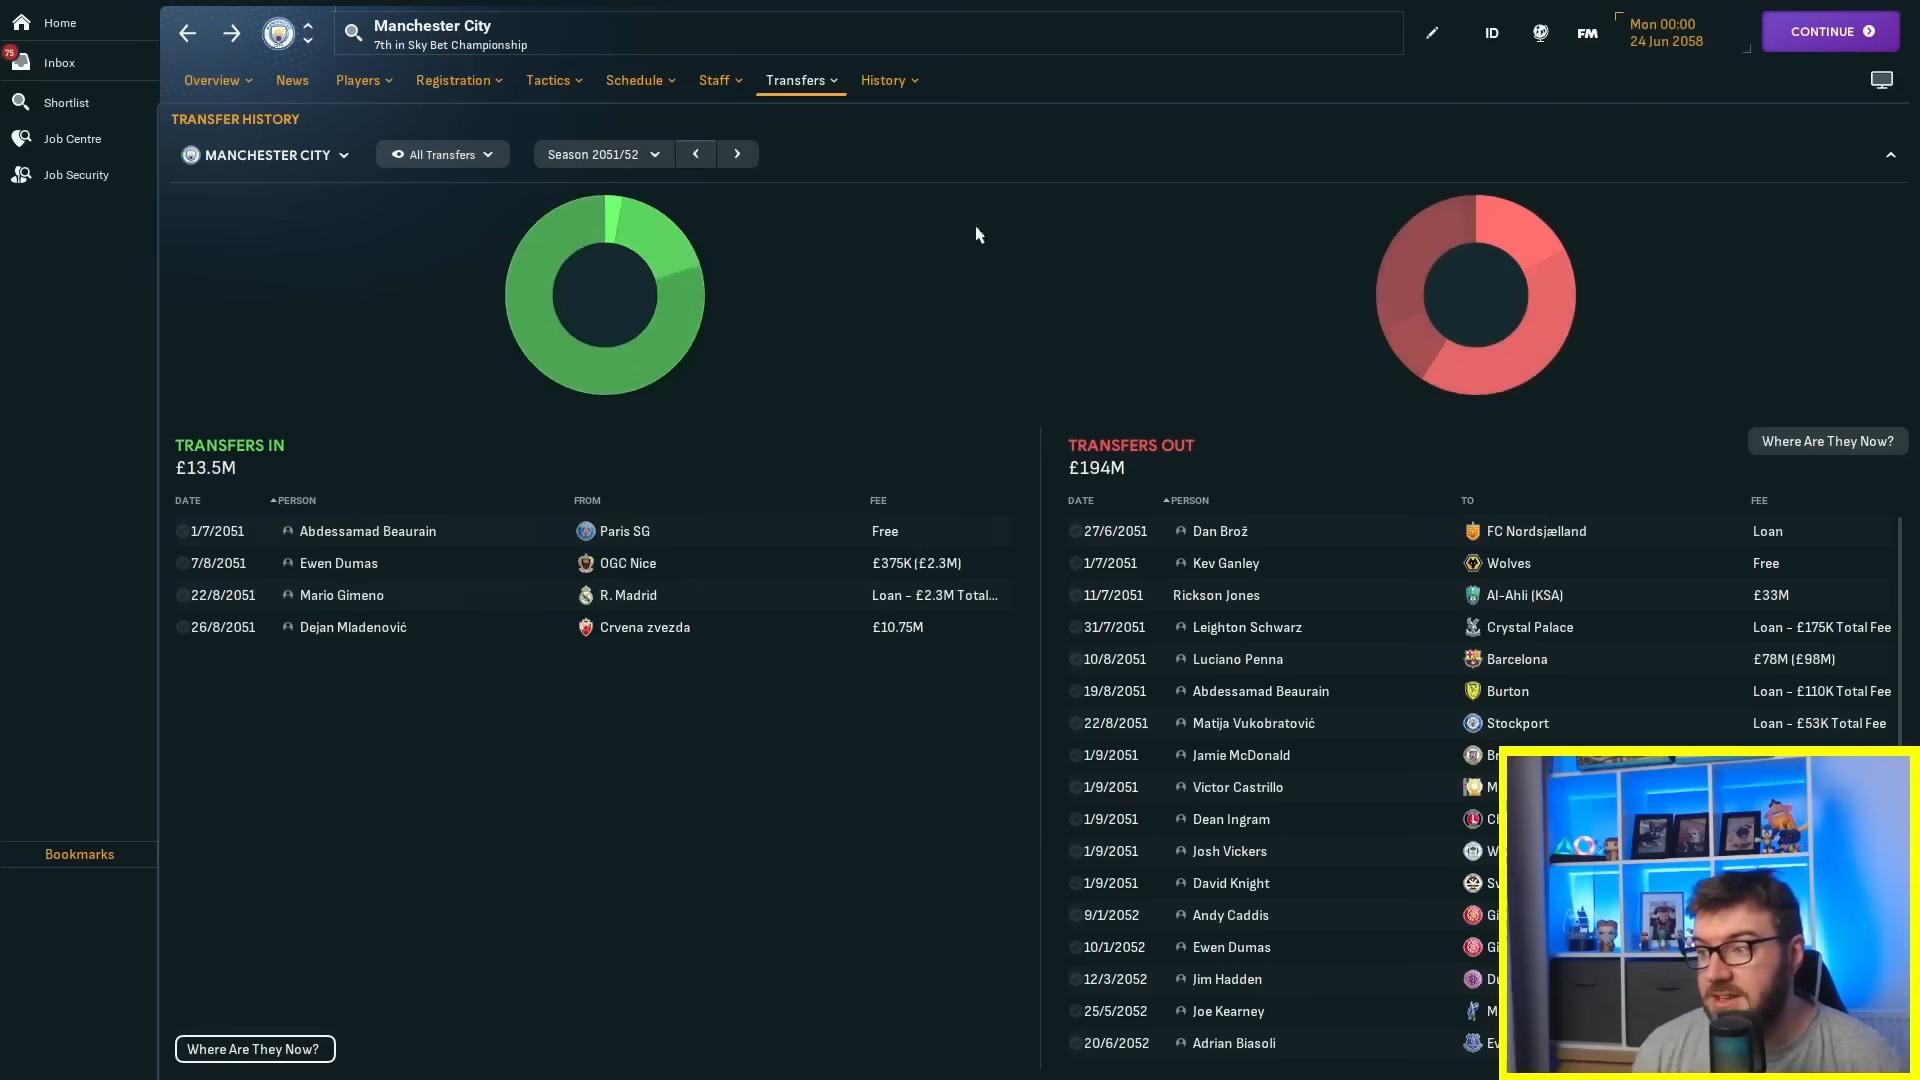 Home
75
Inbox
Shortlist
Job Centre
Job Security
Bookmarks
Manchester City
7th in Sky Bet Championship
ID
FM
Mon 00:00
24 Jun 2058
CONTINUE
Overview
News
Players
Registration
Tactics
Schedule
Staff
Transfers
History
TRANSFER HISTORY
MANCHESTER CITY
All Transfers
Season 2051/52
TRANSFERS IN
£13.5M
DATE PERSON FROM FEE
1/7/2051 Abdessamad Beaurain Paris SG Free
7/8/2051 Ewen Dumas OGC Nice £375K (£2.3M)
22/8/2051 Mario Gimeno R. Madrid Loan - £2.3M Total...
26/8/2051 Dejan Mladenović Crvena zvezda £10.75M
Where Are They Now?
TRANSFERS OUT
£194M
Where Are They Now?
DATE PERSON TO FEE
27/6/2051 Dan Brož FC Nordsjælland Loan
1/7/2051 Kev Ganley Wolves Free
11/7/2051 Rickson Jones Al-Ahli (KSA) £33M
31/7/2051 Leighton Schwarz Crystal Palace Loan - £175K Total Fee
10/8/2051 Luciano Penna Barcelona £78M (£98M)
19/8/2051 Abdessamad Beaurain Burton Loan - £110K Total Fee
22/8/2051 Matija Vukobratović Stockport Loan - £53K Total Fee
1/9/2051 Jamie McDonald
1/9/2051 Víctor Castrillo
1/9/2051 Dean Ingram
1/9/2051 Josh Vickers
1/9/2051 David Knight
9/1/2052 Andy Caddis
10/1/2052 Ewen Dumas
12/3/2052 Jim Hadden
25/5/2052 Joe Kearney
20/6/2052 Adrian Biasoli